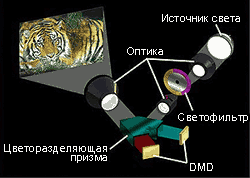 Источник света
Оптика
Светофильтр
Цветоразделяющая
призма
DMD